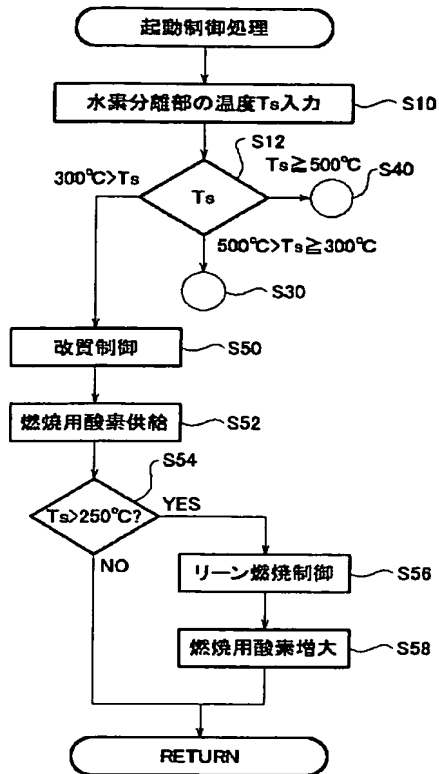 起動制御処理
水素分離部の温度Ts入力
S10
S12
Ts≧500℃
S40
300℃>Ts
Ts
500℃>Ts≧300℃
S30
改質制御
S50
燃焼用酸素供給
S52
S54
Ts>250℃?
YES
NO
リーン燃焼制御
S56
燃焼用酸素増大
S58
RETURN